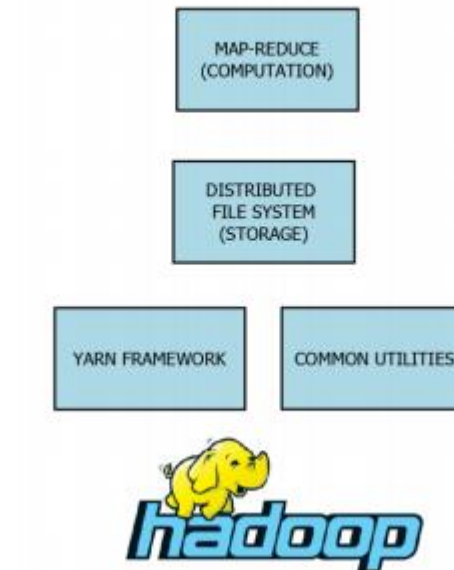 MAP-REDUCE
(COMPUTATION)
DISTRIBUTED
FILE SYSTEM
(STORAGE)
YARN FRAMEWORK
COMMON UTILITIES
hadoop